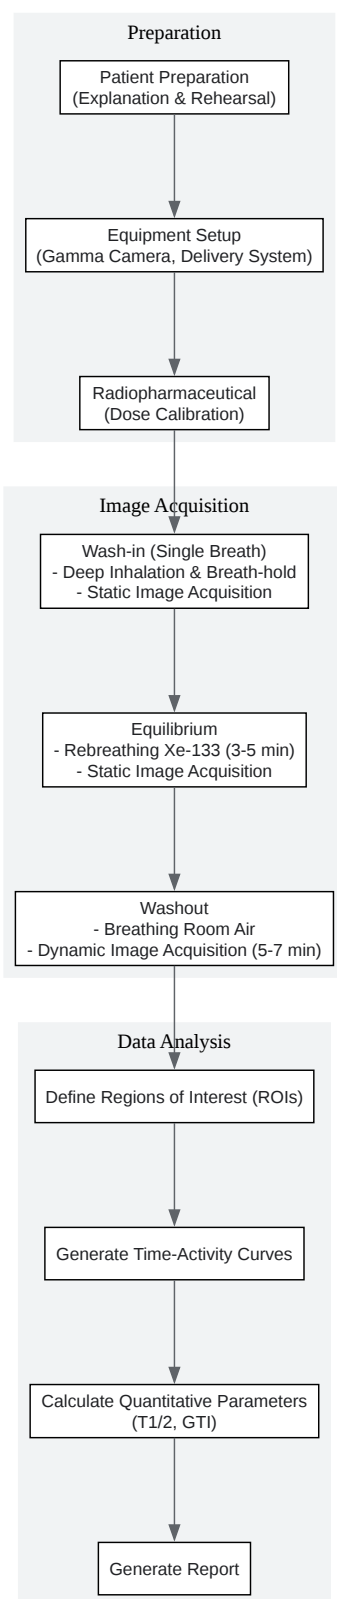 Preparation
Patient Preparation
(Explanation & Rehearsal)
Equipment Setup
(Gamma Camera, Delivery System)
Radiopharmaceutical
(Dose Calibration)
Image Acquisition
Wash-in (Single Breath)
- Deep Inhalation & Breath-hold
- Static Image Acquisition
Equilibrium
- Rebreathing Xe-133 (3-5 min)
- Static Image Acquisition
Washout
- Breathing Room Air
- Dynamic Image Acquisition (5-7 min)
Data Analysis
Define Regions of Interest (ROIs)
Generate Time-Activity Curves
Calculate Quantitative Parameters
(T1/2, GTI)
Generate Report